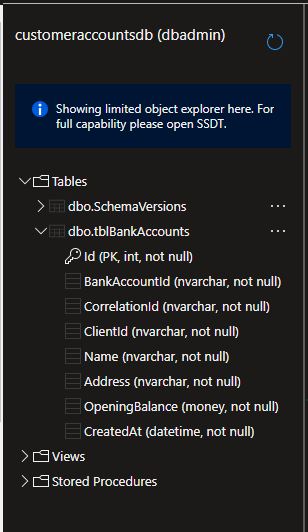 customeraccountsdb (dbadmin)
Showing limited object explorer here. For
full capability please open SSDT.
Tables
dbo.SchemaVersions
dbo.tblBankAccounts
Id (PK, int, not null)
BankAccountId (nvarchar, not null)
CorrelationId (nvarchar, not null)
ClientId (nvarchar, not null)
Name (nvarchar, not null)
Address (nvarchar, not null)
OpeningBalance (money, not null)
CreatedAt (datetime, not null)
Views
Stored Procedures